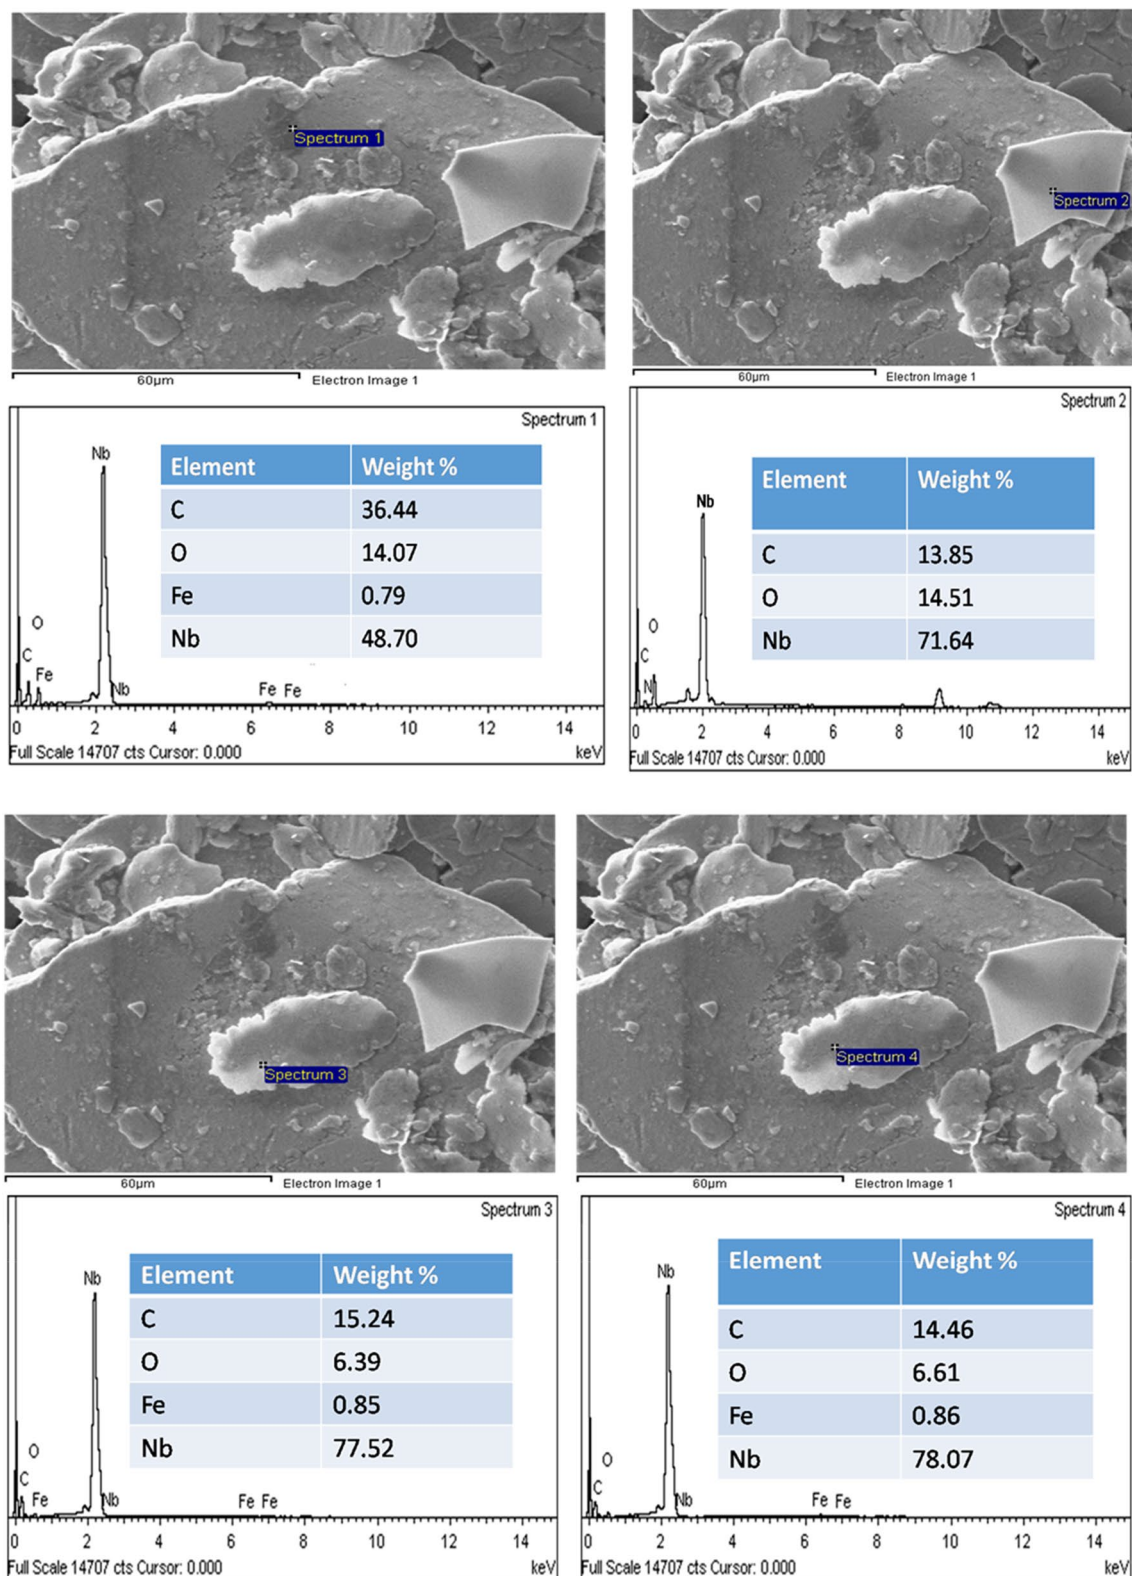 Spectrum 1
60µm Electron Image 1
Spectrum 2
60µm Electron Image 1
Spectrum 1
Nb
Element Weight %
C 36.44
O 14.07
Fe 0.79
Nb 48.70
O
C
Fe
Nb
Fe Fe
0 2 4 6 8 10 12 14
Full Scale 14707 cts Cursor: 0.000 keV
Spectrum 2
Nb
Element Weight %
C 13.85
O 14.51
Nb 71.64
O
C
N
0 2 4 6 8 10 12 14
Full Scale 14707 cts Cursor: 0.000 keV
Spectrum 3
60µm Electron Image 1
Spectrum 4
60µm Electron Image 1
Spectrum 3
Nb
Element Weight %
C 15.24
O 6.39
Fe 0.85
Nb 77.52
O
C
Fe
Nb
Fe Fe
0 2 4 6 8 10 12 14
Full Scale 14707 cts Cursor: 0.000 keV
Spectrum 4
Nb
Element Weight %
C 14.46
O 6.61
Fe 0.86
Nb 78.07
O
C
Nb
Fe Fe
0 2 4 6 8 10 12 14
Full Scale 14707 cts Cursor: 0.000 keV